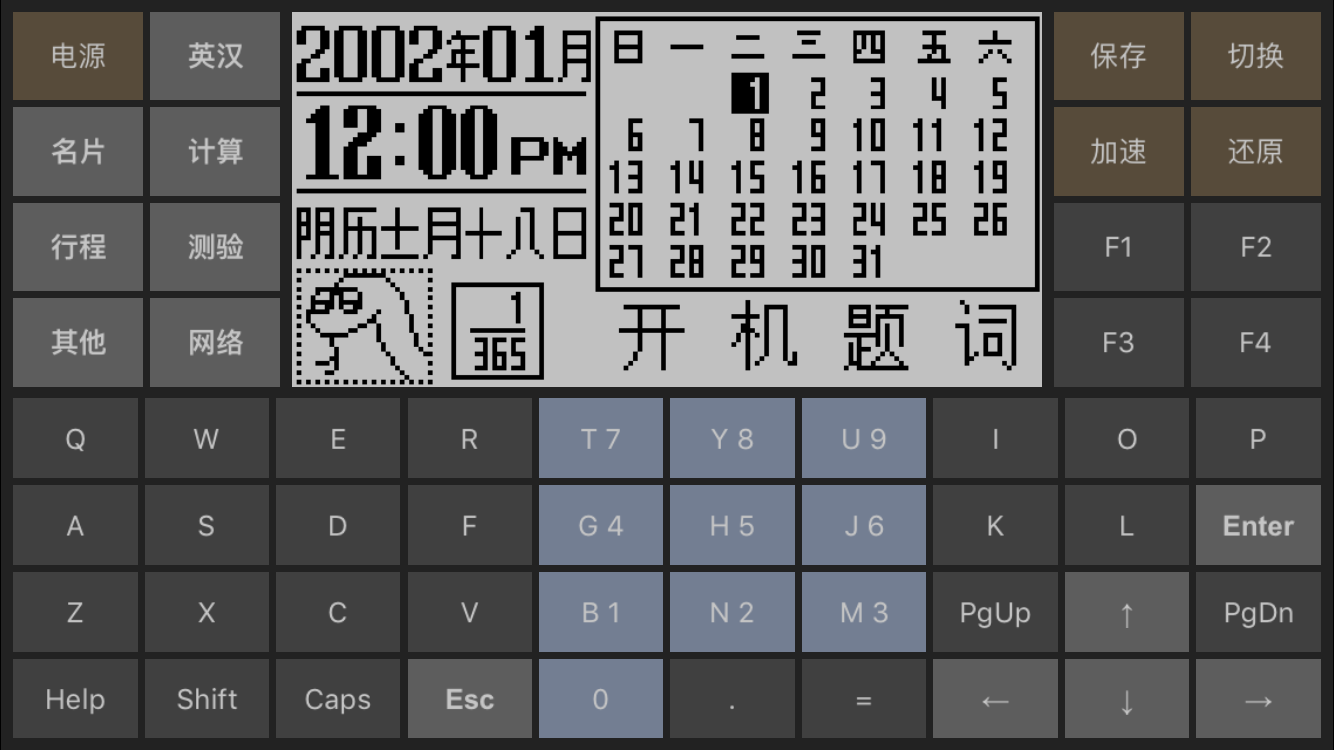 电源 英汉
名片 计算
行程 测验
其他 网络
2002年01月
12:00 PM
阴历十一月十八日
1
365
日 一 二 三 四 五 六
1 2 3 4 5
6 7 8 9 10 11 12
13 14 15 16 17 18 19
20 21 22 23 24 25 26
27 28 29 30 31
开机题词
保存 切换
加速 还原
F1 F2
F3 F4
Q W E R T 7 Y 8 U 9 I O P
A S D F G 4 H 5 J 6 K L Enter
Z X C V B 1 N 2 M 3 PgUp ↑ PgDn
Help Shift Caps Esc 0 . = ← ↓ →